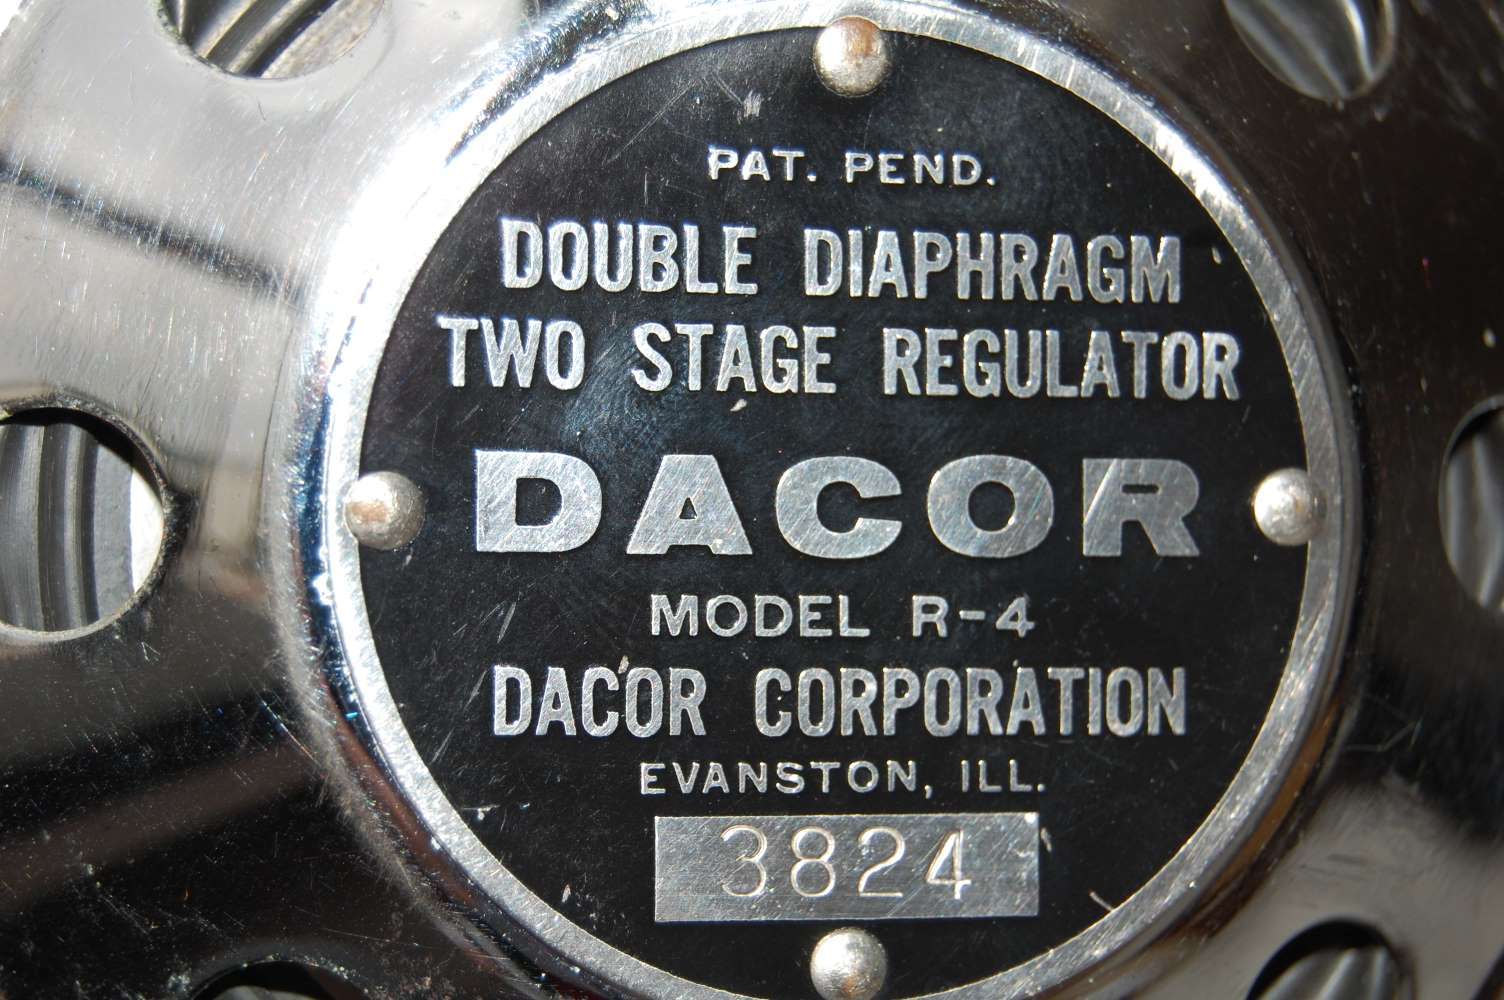 PAT. PEND.
DOUBLE DIAPHRAGM
TWO STAGE REGULATOR
DACOR
MODEL R-4
DACOR CORPORATION
EVANSTON, ILL.
3824